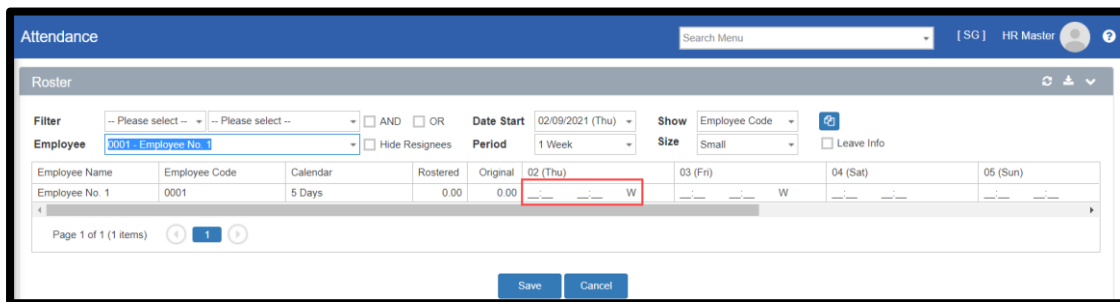 Attendance
Search Menu
[ SG ] HR Master
Roster
Filter -- Please select -- -- Please select -- AND OR Date Start 02/09/2021 (Thu) Show Employee Code
Employee 0001 - Employee No. 1 Hide Resignees Period 1 Week Size Small Leave Info
Employee Name Employee Code Calendar Rostered Original 02 (Thu) 03 (Fri) 04 (Sat) 05 (Sun)
Employee No. 1 0001 5 Days 0.00 0.00 __:__ __:__ W __:__ __:__ W __:__ __:__ __:__ __:__
Page 1 of 1 (1 items) 1
Save Cancel